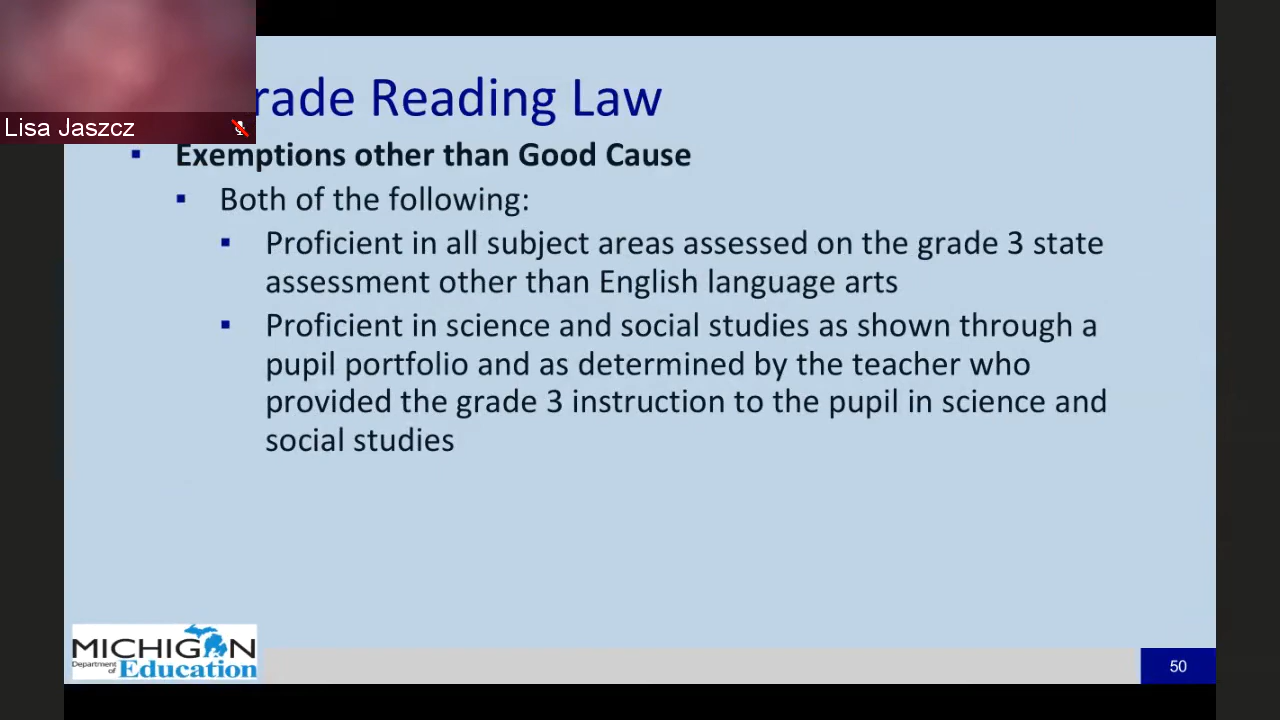 rade Reading Law
Lisa Jaszcz
▪ Exemptions other than Good Cause
▪ Both of the following:
▪ Proficient in all subject areas assessed on the grade 3 state
assessment other than English language arts
▪ Proficient in science and social studies as shown through a
pupil portfolio and as determined by the teacher who
provided the grade 3 instruction to the pupil in science and
social studies
MICHIGAN
Department
of Education
50